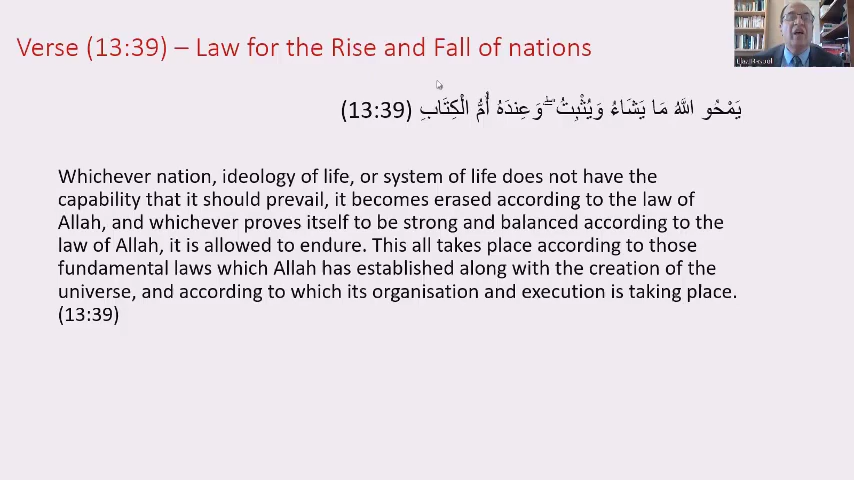 Verse (13:39) – Law for the Rise and Fall of nations
يَمْحُو اللَّهُ مَا يَشَاءُ وَيُثْبِتُ ۖ وَعِندَهُ أُمُّ الْكِتَابِ (13:39)
Whichever nation, ideology of life, or system of life does not have the
capability that it should prevail, it becomes erased according to the law of
Allah, and whichever proves itself to be strong and balanced according to the
law of Allah, it is allowed to endure. This all takes place according to those
fundamental laws which Allah has established along with the creation of the
universe, and according to which its organisation and execution is taking place.
(13:39)